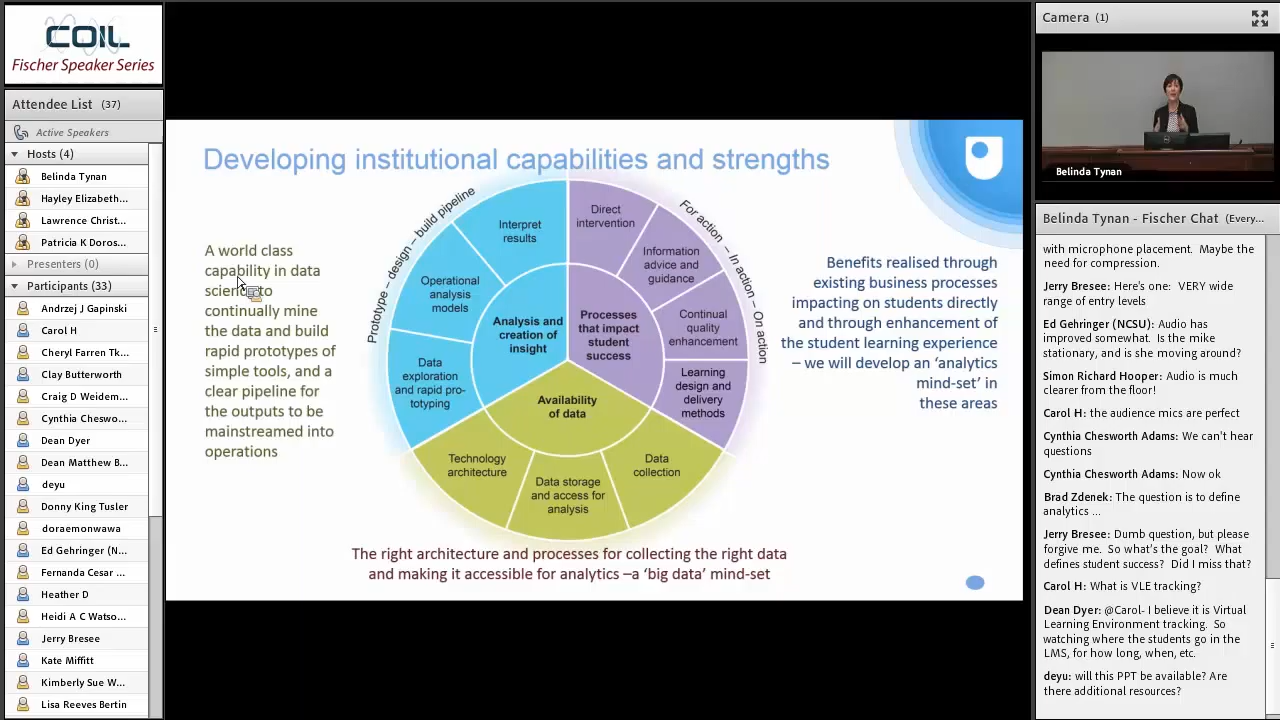 COIL
Fischer Speaker Series
Attendee List (37)
Active Speakers
Hosts (4)
Belinda Tynan
Hayley Elizabeth...
Lawrence Christ...
Patricia K Doros...
Presenters (0)
Participants (33)
Andrzej J Gapinski
Carol H
Cheryl Farren Tk...
Clay Butterworth
Craig D Weidem...
Cynthia Cheswo...
Dean Dyer
Dean Matthew B...
deyu
Donny King Tusler
doraemonwawa
Ed Gehringer (N...
Fernanda Cesar ...
Heather D
Heidi A C Watso...
Jerry Bresee
Kate Miffitt
Kimberly Sue W...
Lisa Reeves Bertin
Developing institutional capabilities and strengths
A world class
capability in data
science to
continually mine
the data and build
rapid prototypes of
simple tools, and a
clear pipeline for
the outputs to be
mainstreamed into
operations
Prototype – design – build pipeline
For action – In action – On action
Interpret
results
Operational
analysis
models
Data
exploration
and rapid pro-
totyping
Analysis and
creation of
insight
Direct
intervention
Information
advice and
guidance
Continual
quality
enhancement
Learning
design and
delivery
methods
Processes
that impact
student
success
Availability
of data
Technology
architecture
Data storage
and access for
analysis
Data
collection
Benefits realised through
existing business processes
impacting on students directly
and through enhancement of
the student learning experience
– we will develop an ‘analytics
mind-set’ in
these areas
The right architecture and processes for collecting the right data
and making it accessible for analytics –a ‘big data’ mind-set
Camera (1)
Belinda Tynan
Belinda Tynan - Fischer Chat (Every...
with microphone placement. Maybe the
need for compression.
Jerry Bresee: Here's one: VERY wide
range of entry levels
Ed Gehringer (NCSU): Audio has
improved somewhat. Is the mike
stationary, and is she moving around?
Simon Richard Hooper: Audio is much
clearer from the floor!
Carol H: the audience mics are perfect
Cynthia Chesworth Adams: We can't hear
questions
Cynthia Chesworth Adams: Now ok
Brad Zdenek: The question is to define
analytics ...
Jerry Bresee: Dumb question, but please
forgive me. So what's the goal? What
defines student success? Did I miss that?
Carol H: What is VLE tracking?
Dean Dyer: @Carol- I believe it is Virtual
Learning Environment tracking. So
watching where the students go in the
LMS, for how long, when, etc.
deyu: will this PPT be available? Are
there additional resources?